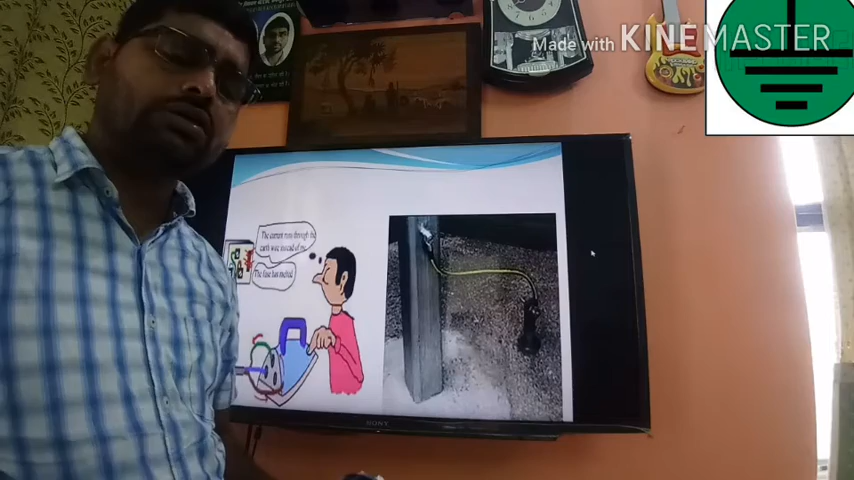 Made with KINEMASTER
The current runs through the
earth wire instead of me
The fuse has melted
SONY